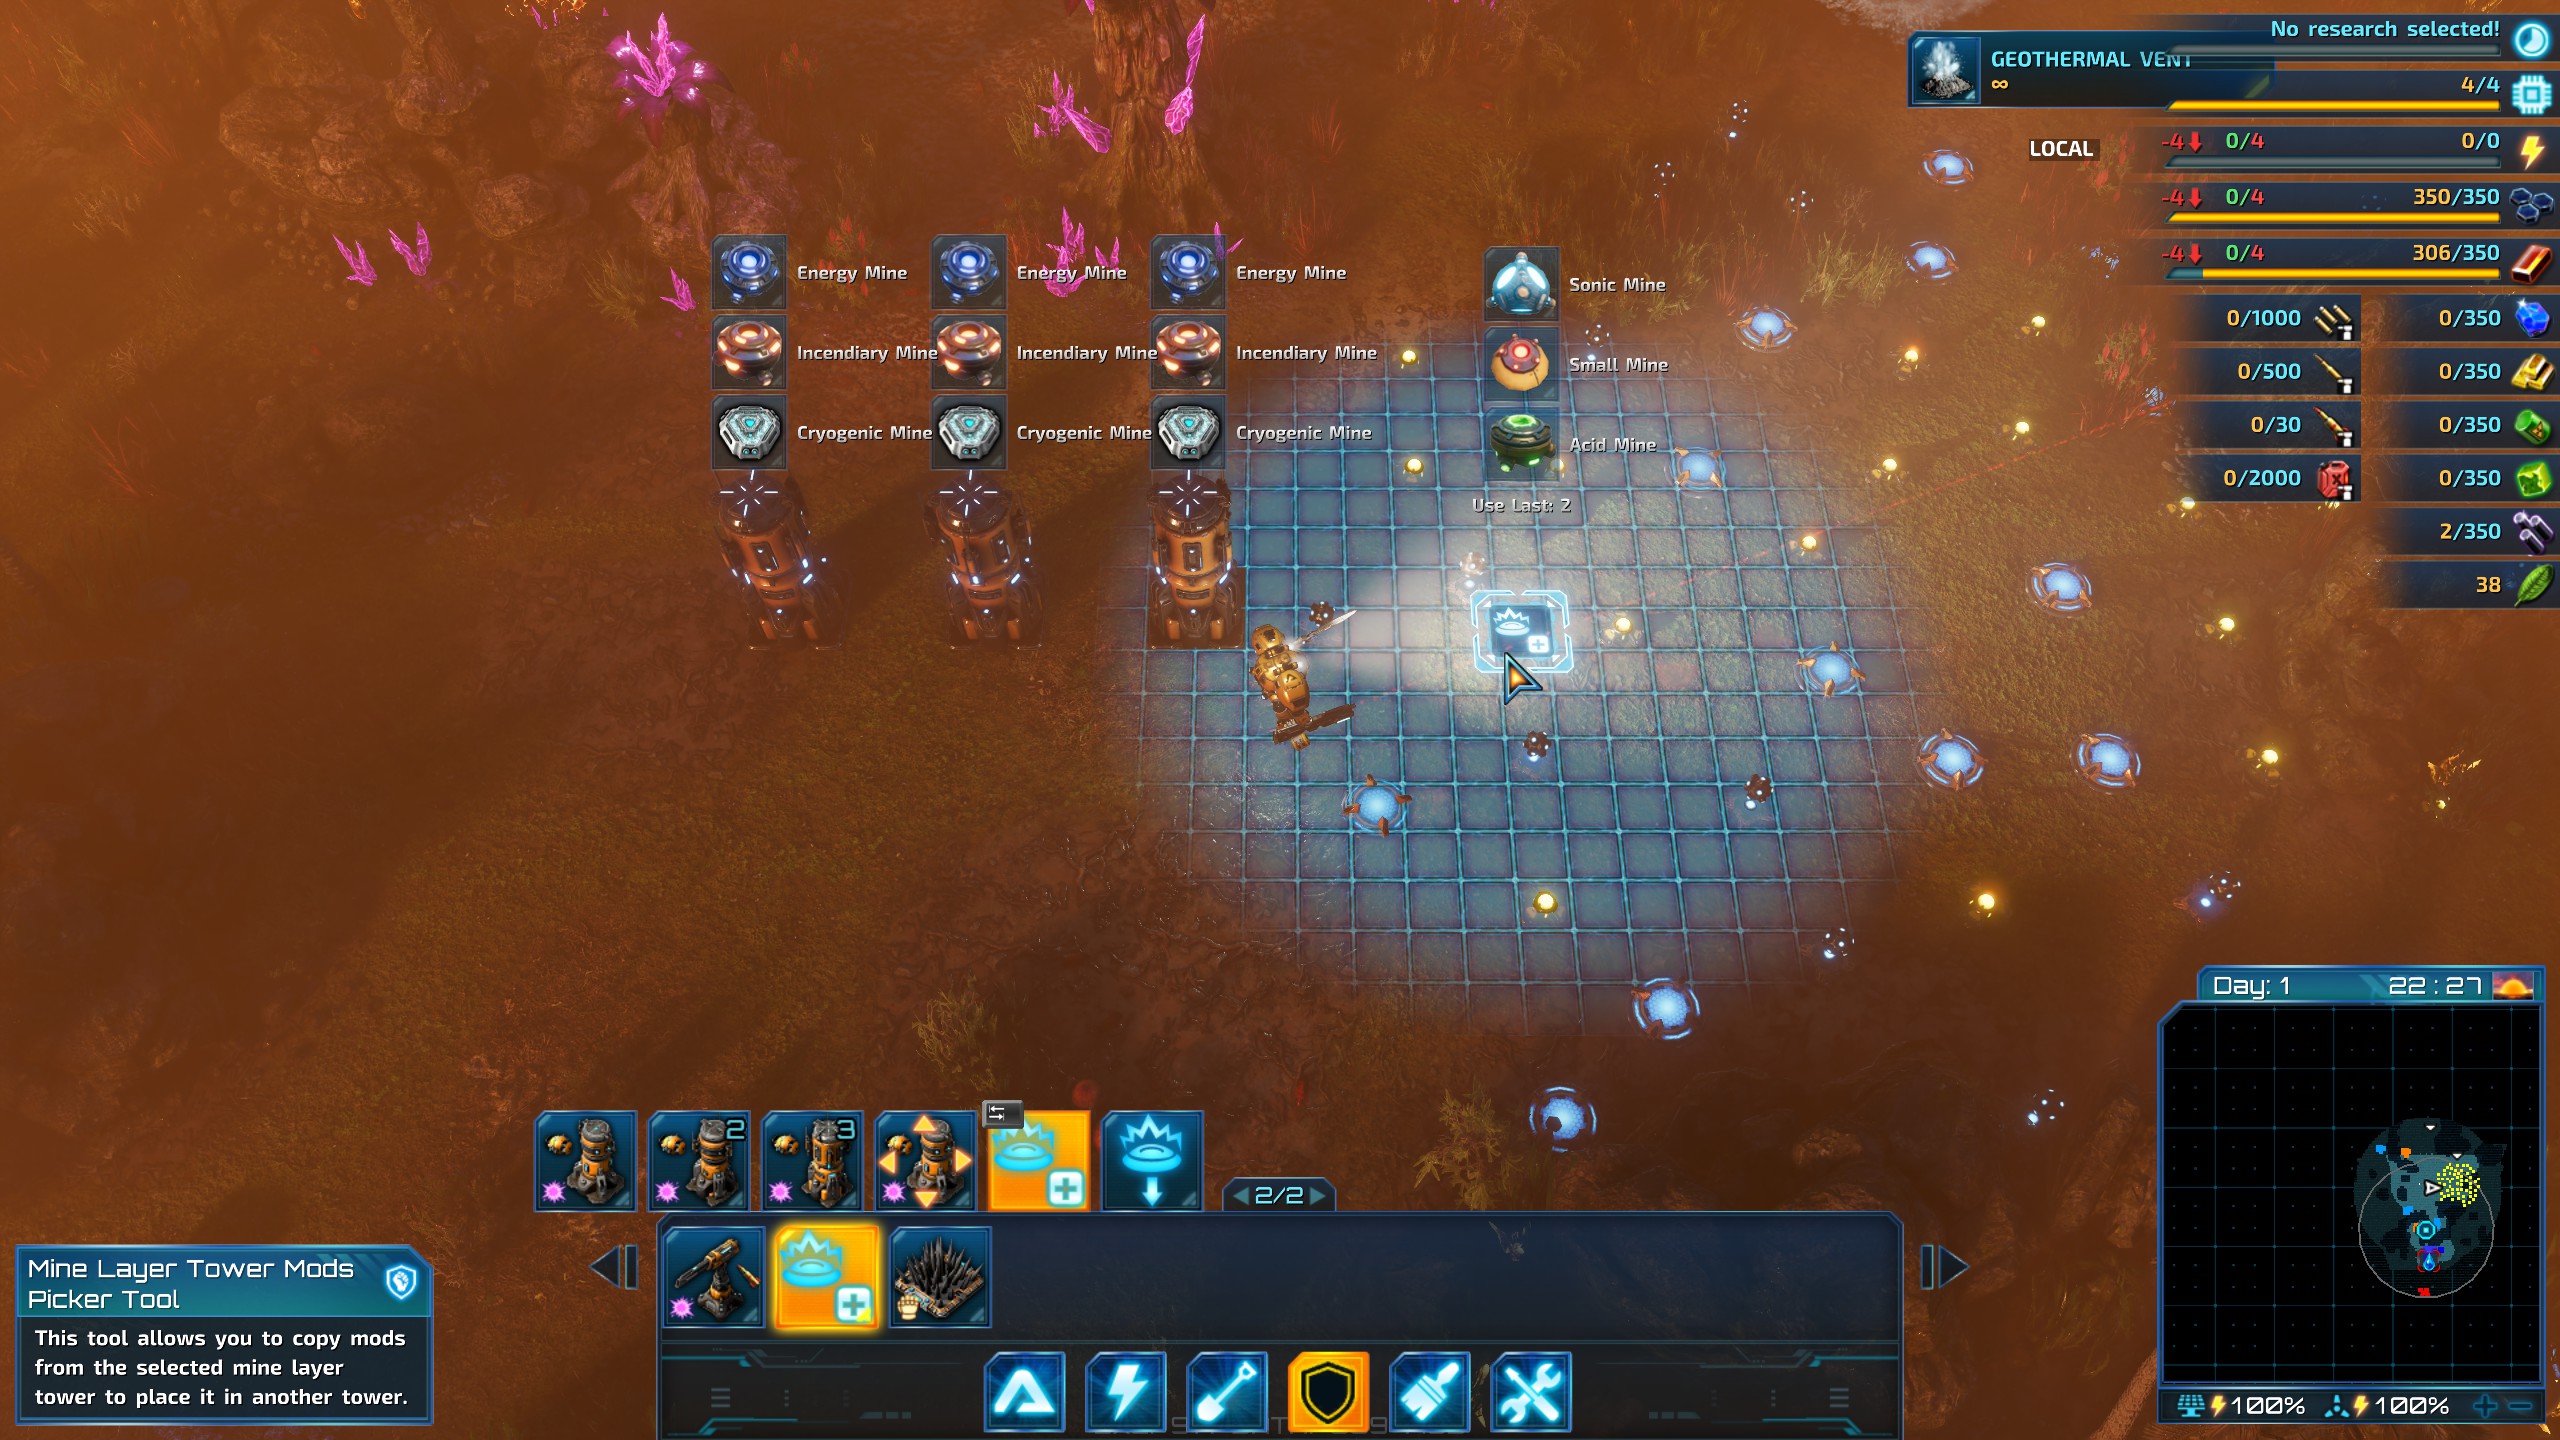 No research selected!
GEOTHERMAL VENT
∞
4/4
LOCAL
-4 0/4 0/0
-4 0/4 350/350
-4 0/4 306/350
0/1000 0/350
0/500 0/350
0/30 0/350
0/2000 0/350
2/350
38
Energy Mine Energy Mine Energy Mine
Incendiary Mine Incendiary Mine Incendiary Mine
Cryogenic Mine Cryogenic Mine Cryogenic Mine
Sonic Mine
Small Mine
Acid Mine
Use Last: 2
Day: 1 22:27
2 3
2/2
Mine Layer Tower Mods
Picker Tool
This tool allows you to copy mods
from the selected mine layer
tower to place it in another tower.
100% 100%